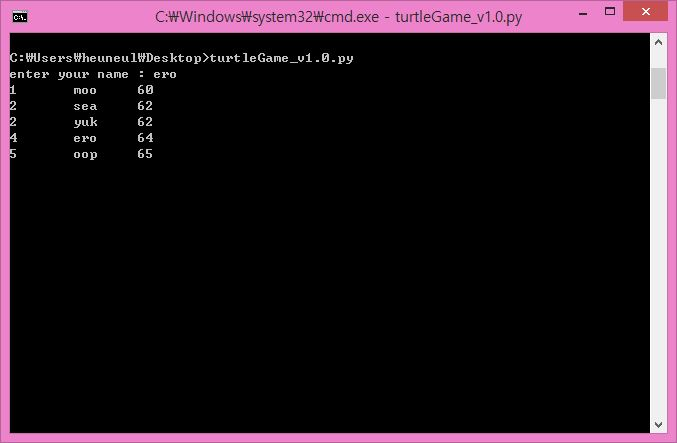 C:₩Windows₩system32₩cmd.exe - turtleGame_v1.0.py
C:₩Users₩heuneul₩Desktop>turtleGame_v1.0.py
enter your name : ero
1 moo 60
2 sea 62
2 yuk 62
4 ero 64
5 oop 65